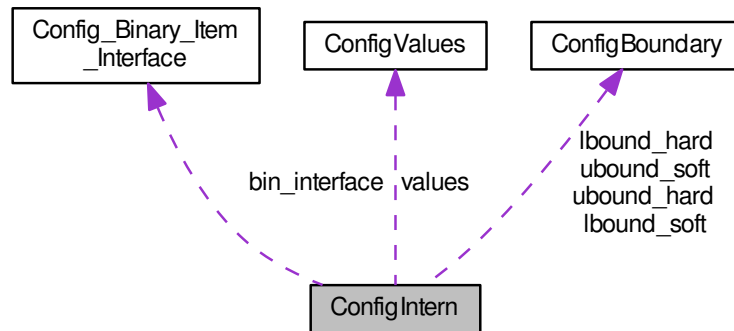 Config_Binary_Item
_Interface
ConfigValues
ConfigBoundary
bin_interface
values
lbound_hard
ubound_soft
ubound_hard
lbound_soft
ConfigIntern